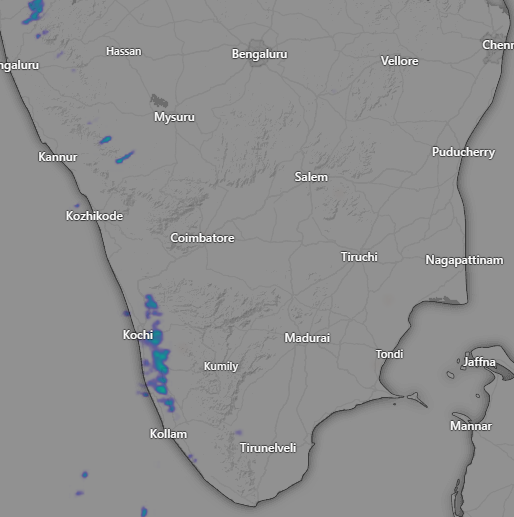 Hassan
Bengaluru
Chenn
Vellore
ngaluru
Mysuru
Kannur
Puducherry
Salem
Kozhikode
Coimbatore
Tiruchi
Nagapattinam
Kochi
Madurai
Tondi
Kumily
Jaffna
Kollam
Mannar
Tirunelveli